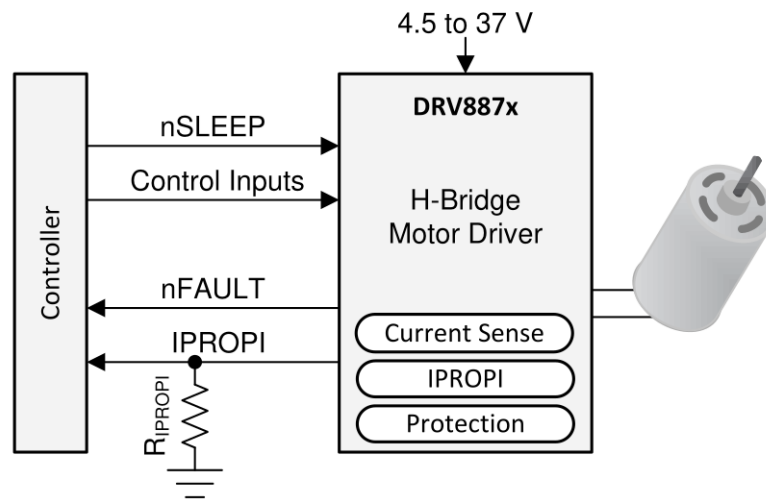 4.5 to 37 V
DRV887x
nSLEEP
Control Inputs
H-Bridge
Motor Driver
Controller
nFAULT
Current Sense
IPROPI
IPROPI
Protection
RIPROPI